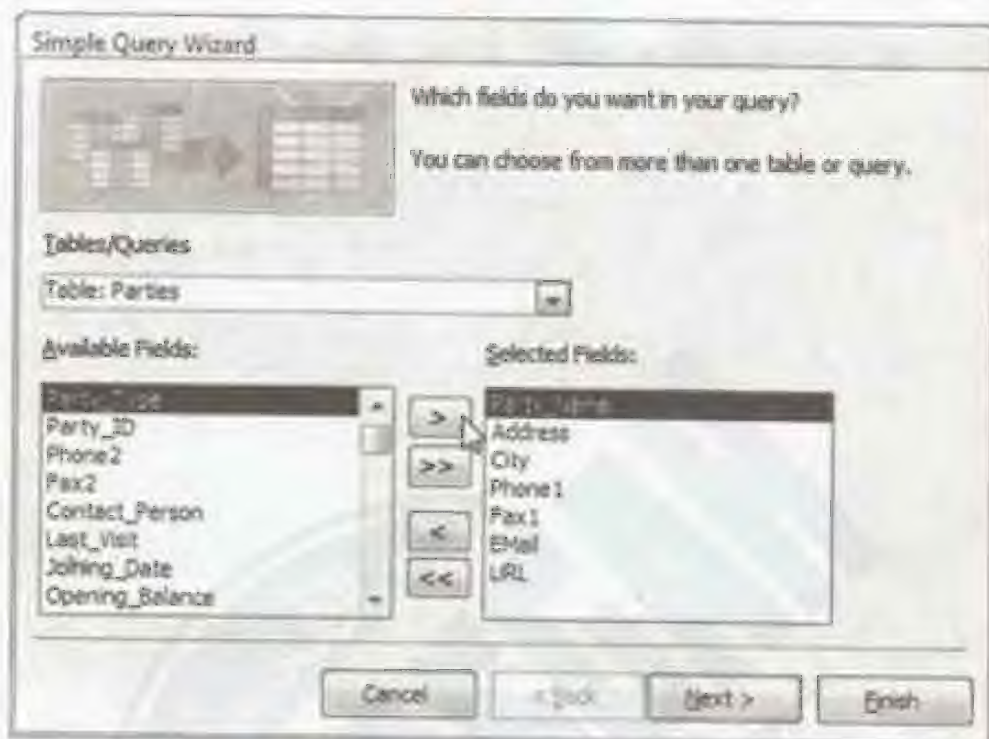 Simple Query Wizard
Which fields do you want in your query?
You can choose from more than one table or query.
Tables/Queries
Table: Parties
Available Fields:
Selected Fields:
Party_Type
Party_ID
Phone2
Fax2
Contact_Person
Last_Visit
Joining_Date
Opening_Balance
>
>>
<
<<
Party_Name
Address
City
Phone1
Fax1
EMail
URL
Cancel
< Back
Next >
Finish